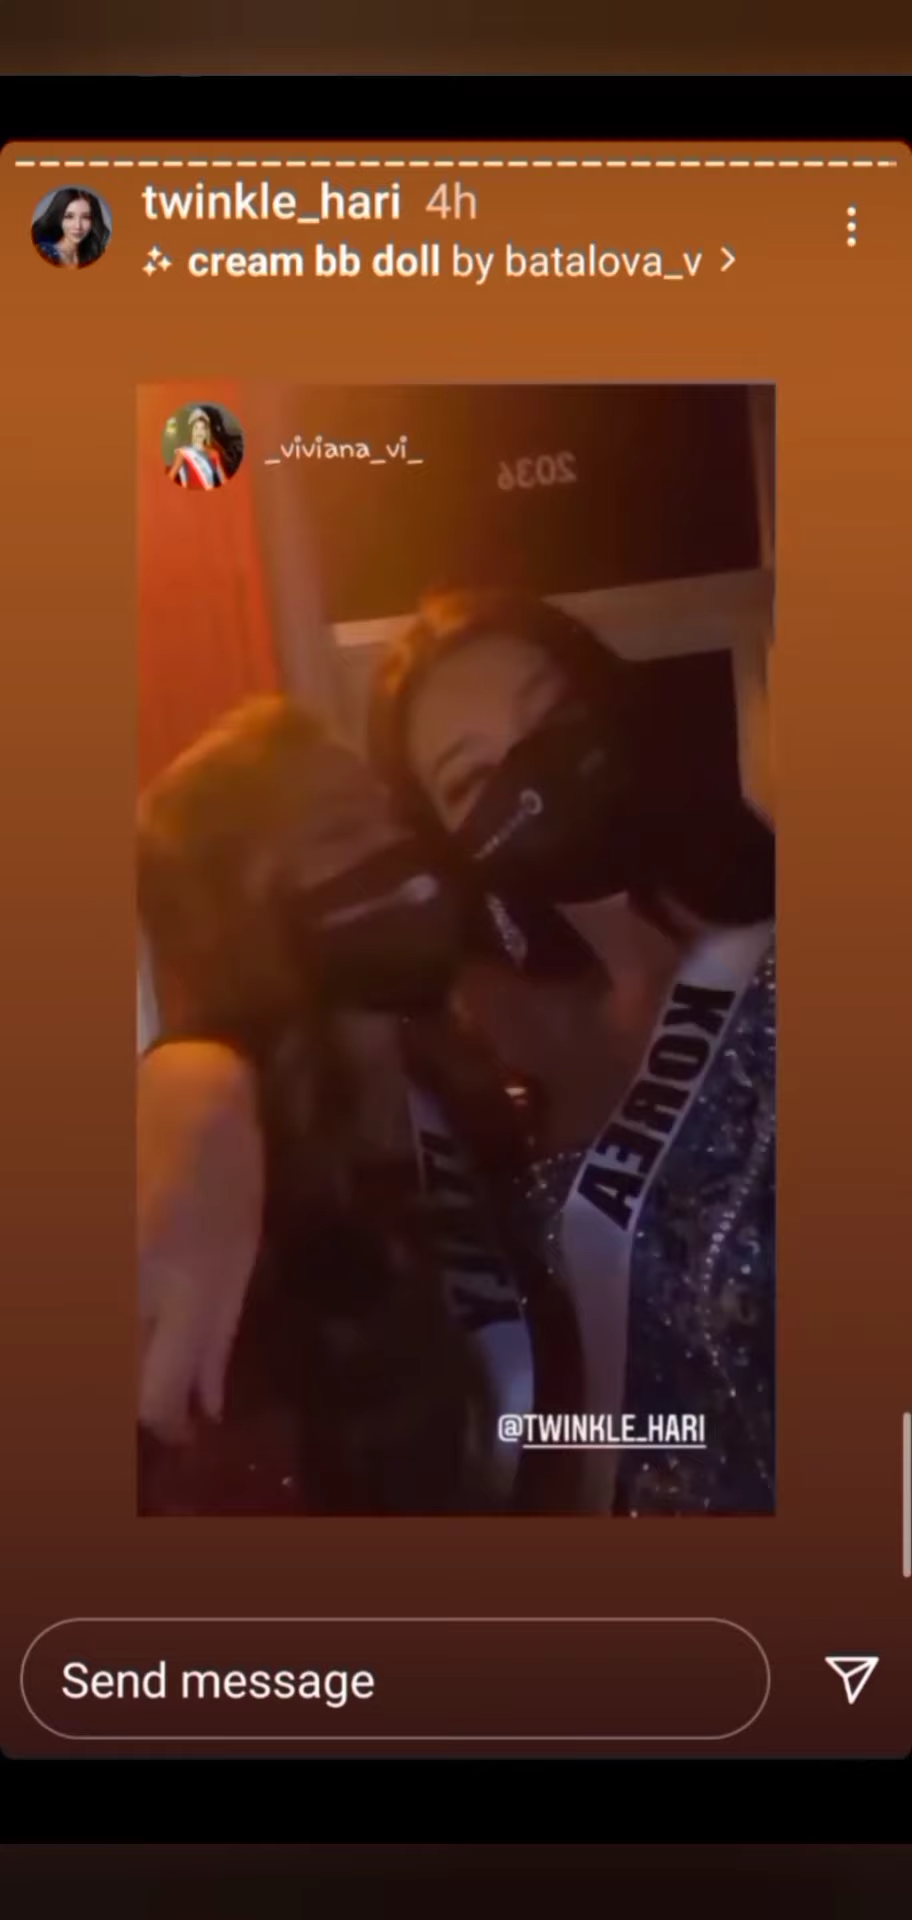 twinkle_hari 4h
cream bb doll by batalova_v >
_viviana_vi_
2036
KOREA
@TWINKLE_HARI
Send message